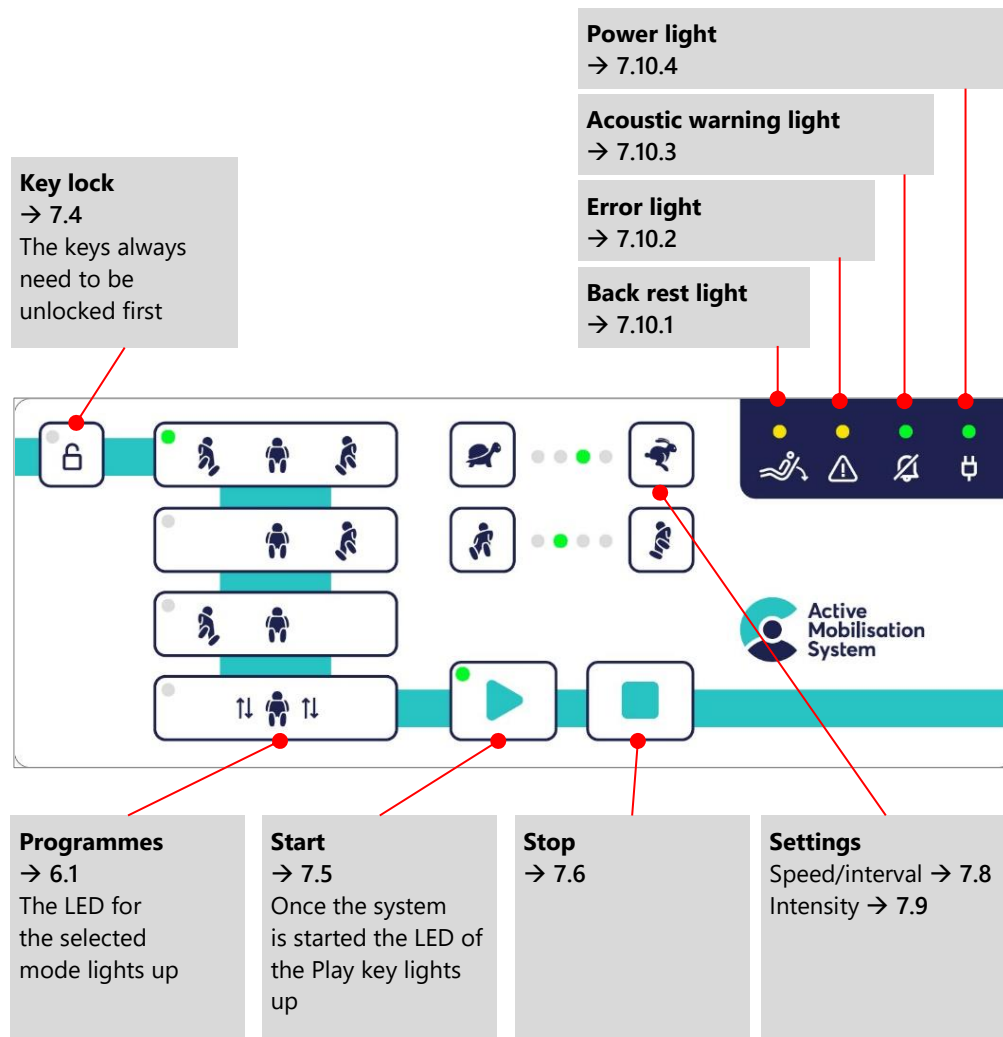 Power light
→ 7.10.4
Acoustic warning light
→ 7.10.3
Error light
→ 7.10.2
Back rest light
→ 7.10.1
Key lock
→ 7.4
The keys always
need to be
unlocked first
Active
Mobilisation
System
Programmes
→ 6.1
The LED for
the selected
mode lights up
Start
→ 7.5
Once the system
is started the LED of
the Play key lights
up
Stop
→ 7.6
Settings
Speed/interval → 7.8
Intensity → 7.9